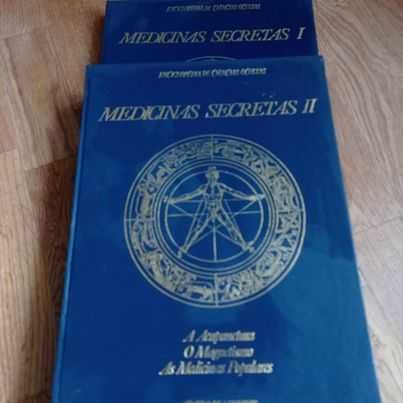 ENCICLOPÉDIA DE CIÊNCIAS OCULTAS
MEDICINAS SECRETAS I
ENCICLOPÉDIA DE CIÊNCIAS OCULTAS
MEDICINAS SECRETAS II
A Acupunctura
O Magnetismo
As Medicinas Populares